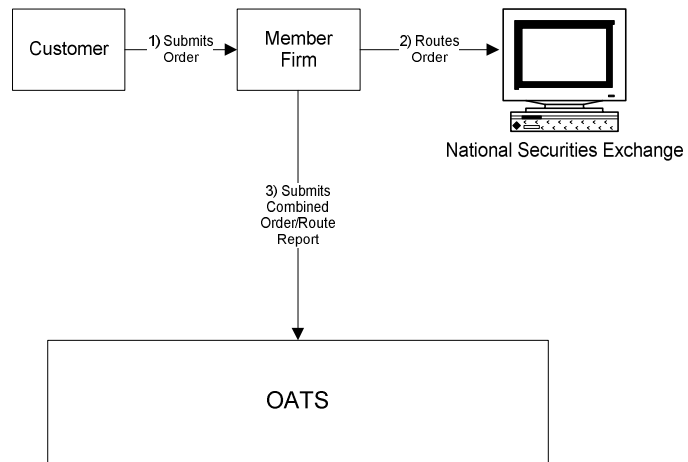 Customer
1) Submits
Order
Member
Firm
2) Routes
Order
National Securities Exchange
3) Submits
Combined
Order/Route
Report
OATS